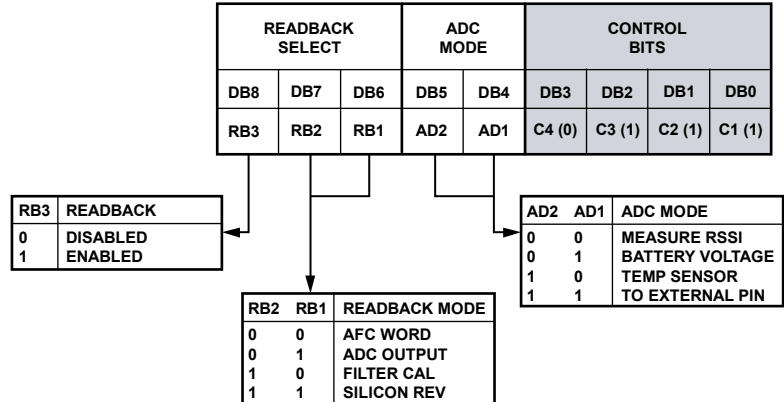 READBACK SELECT ADC MODE CONTROL BITS
DB8 DB7 DB6 DB5 DB4 DB3 DB2 DB1 DB0
RB3 RB2 RB1 AD2 AD1 C4 (0) C3 (1) C2 (1) C1 (1)
RB3 READBACK
0 DISABLED
1 ENABLED
AD2 AD1 ADC MODE
0 0 MEASURE RSSI
0 1 BATTERY VOLTAGE
1 0 TEMP SENSOR
1 1 TO EXTERNAL PIN
RB2 RB1 READBACK MODE
0 0 AFC WORD
0 1 ADC OUTPUT
1 0 FILTER CAL
1 1 SILICON REV